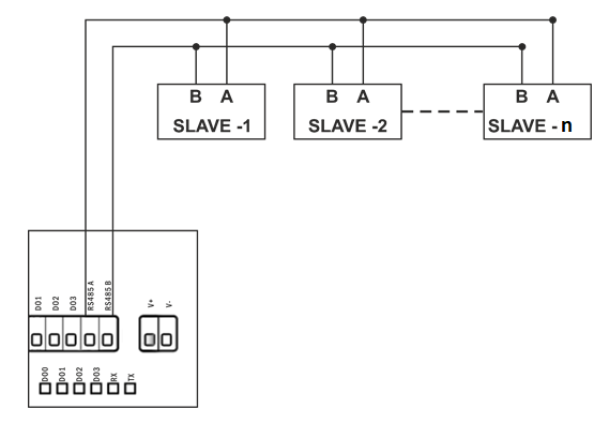 B A
SLAVE -1
B A
SLAVE -2
B A
SLAVE - n
DO1
DO2
DO3
RS485 A
RS485 B
V+
V-
DO0
DO1
DO2
DO3
RX
TX